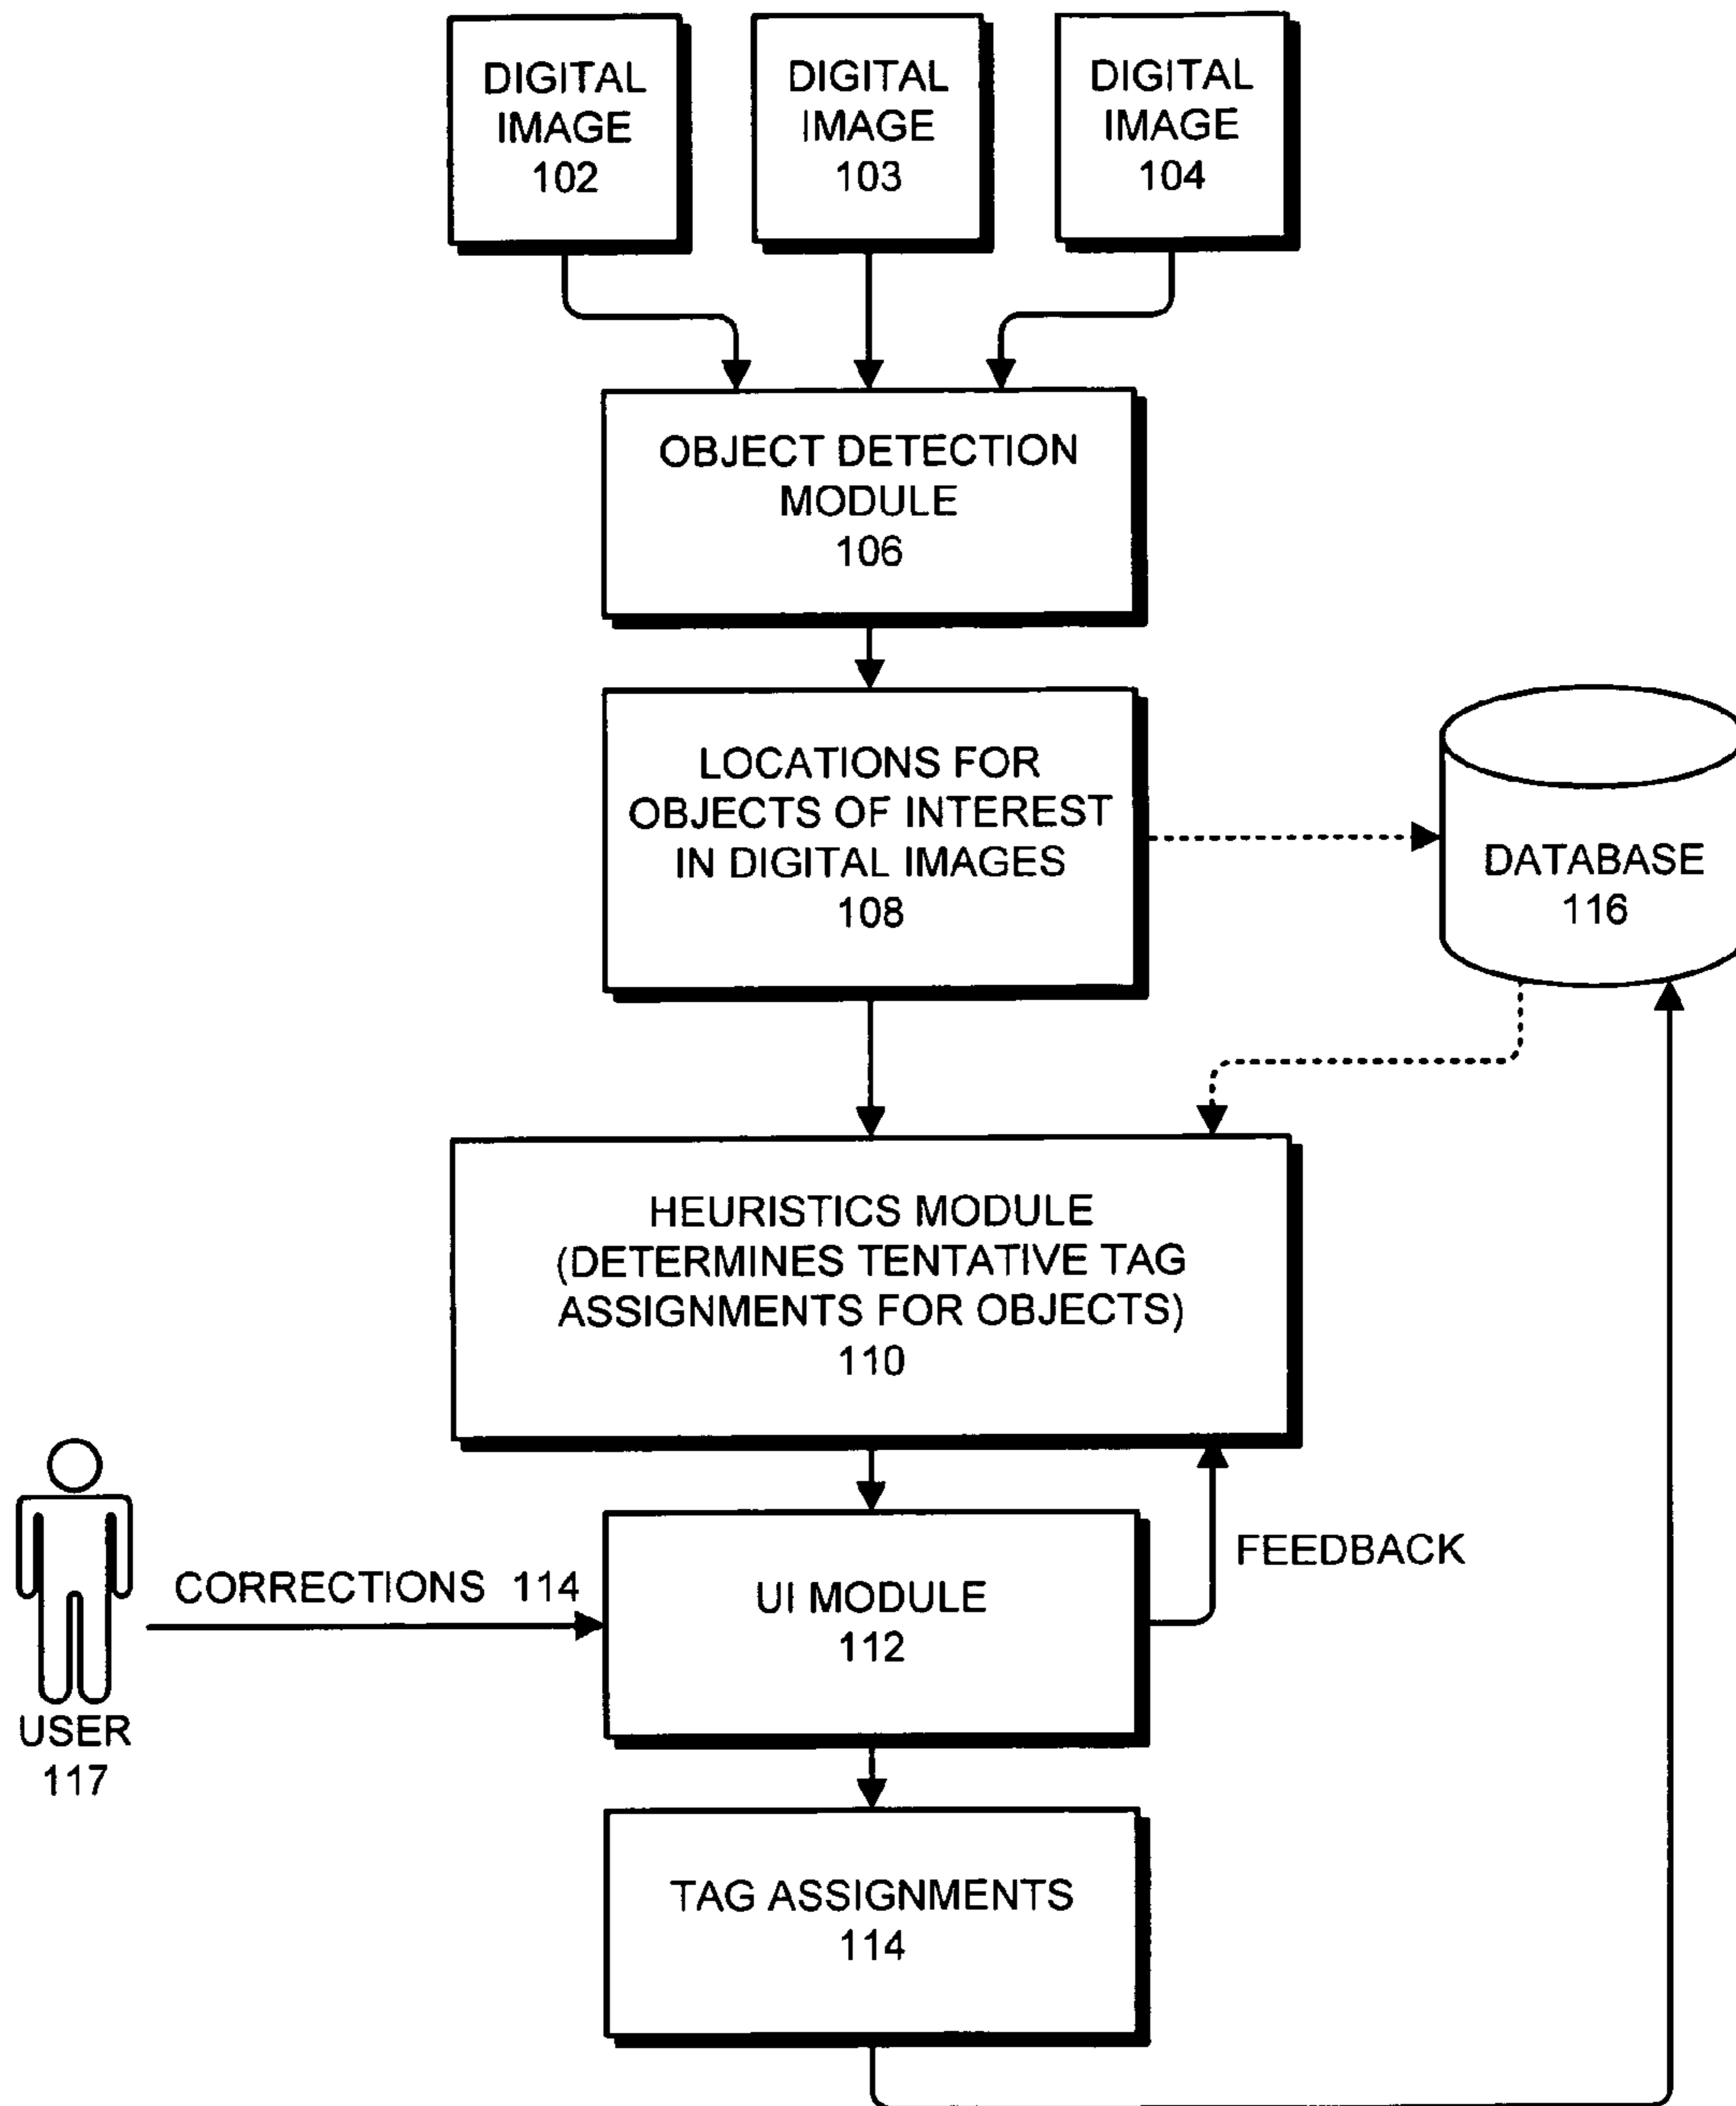 DIGITAL
IMAGE
102
DIGITAL
IMAGE
103
DIGITAL
IMAGE
104
OBJECT DETECTION
MODULE
106
LOCATIONS FOR
OBJECTS OF INTEREST
IN DIGITAL IMAGES
108
DATABASE
116
HEURISTICS MODULE
(DETERMINES TENTATIVE TAG
ASSIGNMENTS FOR OBJECTS)
110
FEEDBACK
CORRECTIONS 114
UI MODULE
112
USER
117
TAG ASSIGNMENTS
114